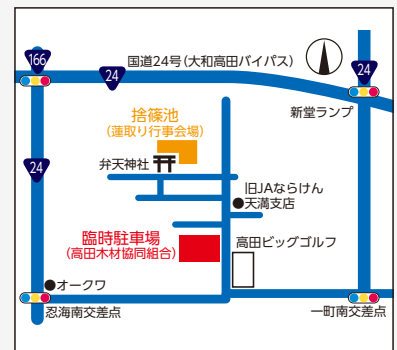 166
国道24号(大和高田バイパス)
24
24
新堂ランプ
捨篠池
(蓮取り行事会場)
弁天神社
24
旧JAならけん
●天満支店
臨時駐車場
(高田木材協同組合)
高田ビッグゴルフ
●オークワ
忍海南交差点
一町南交差点